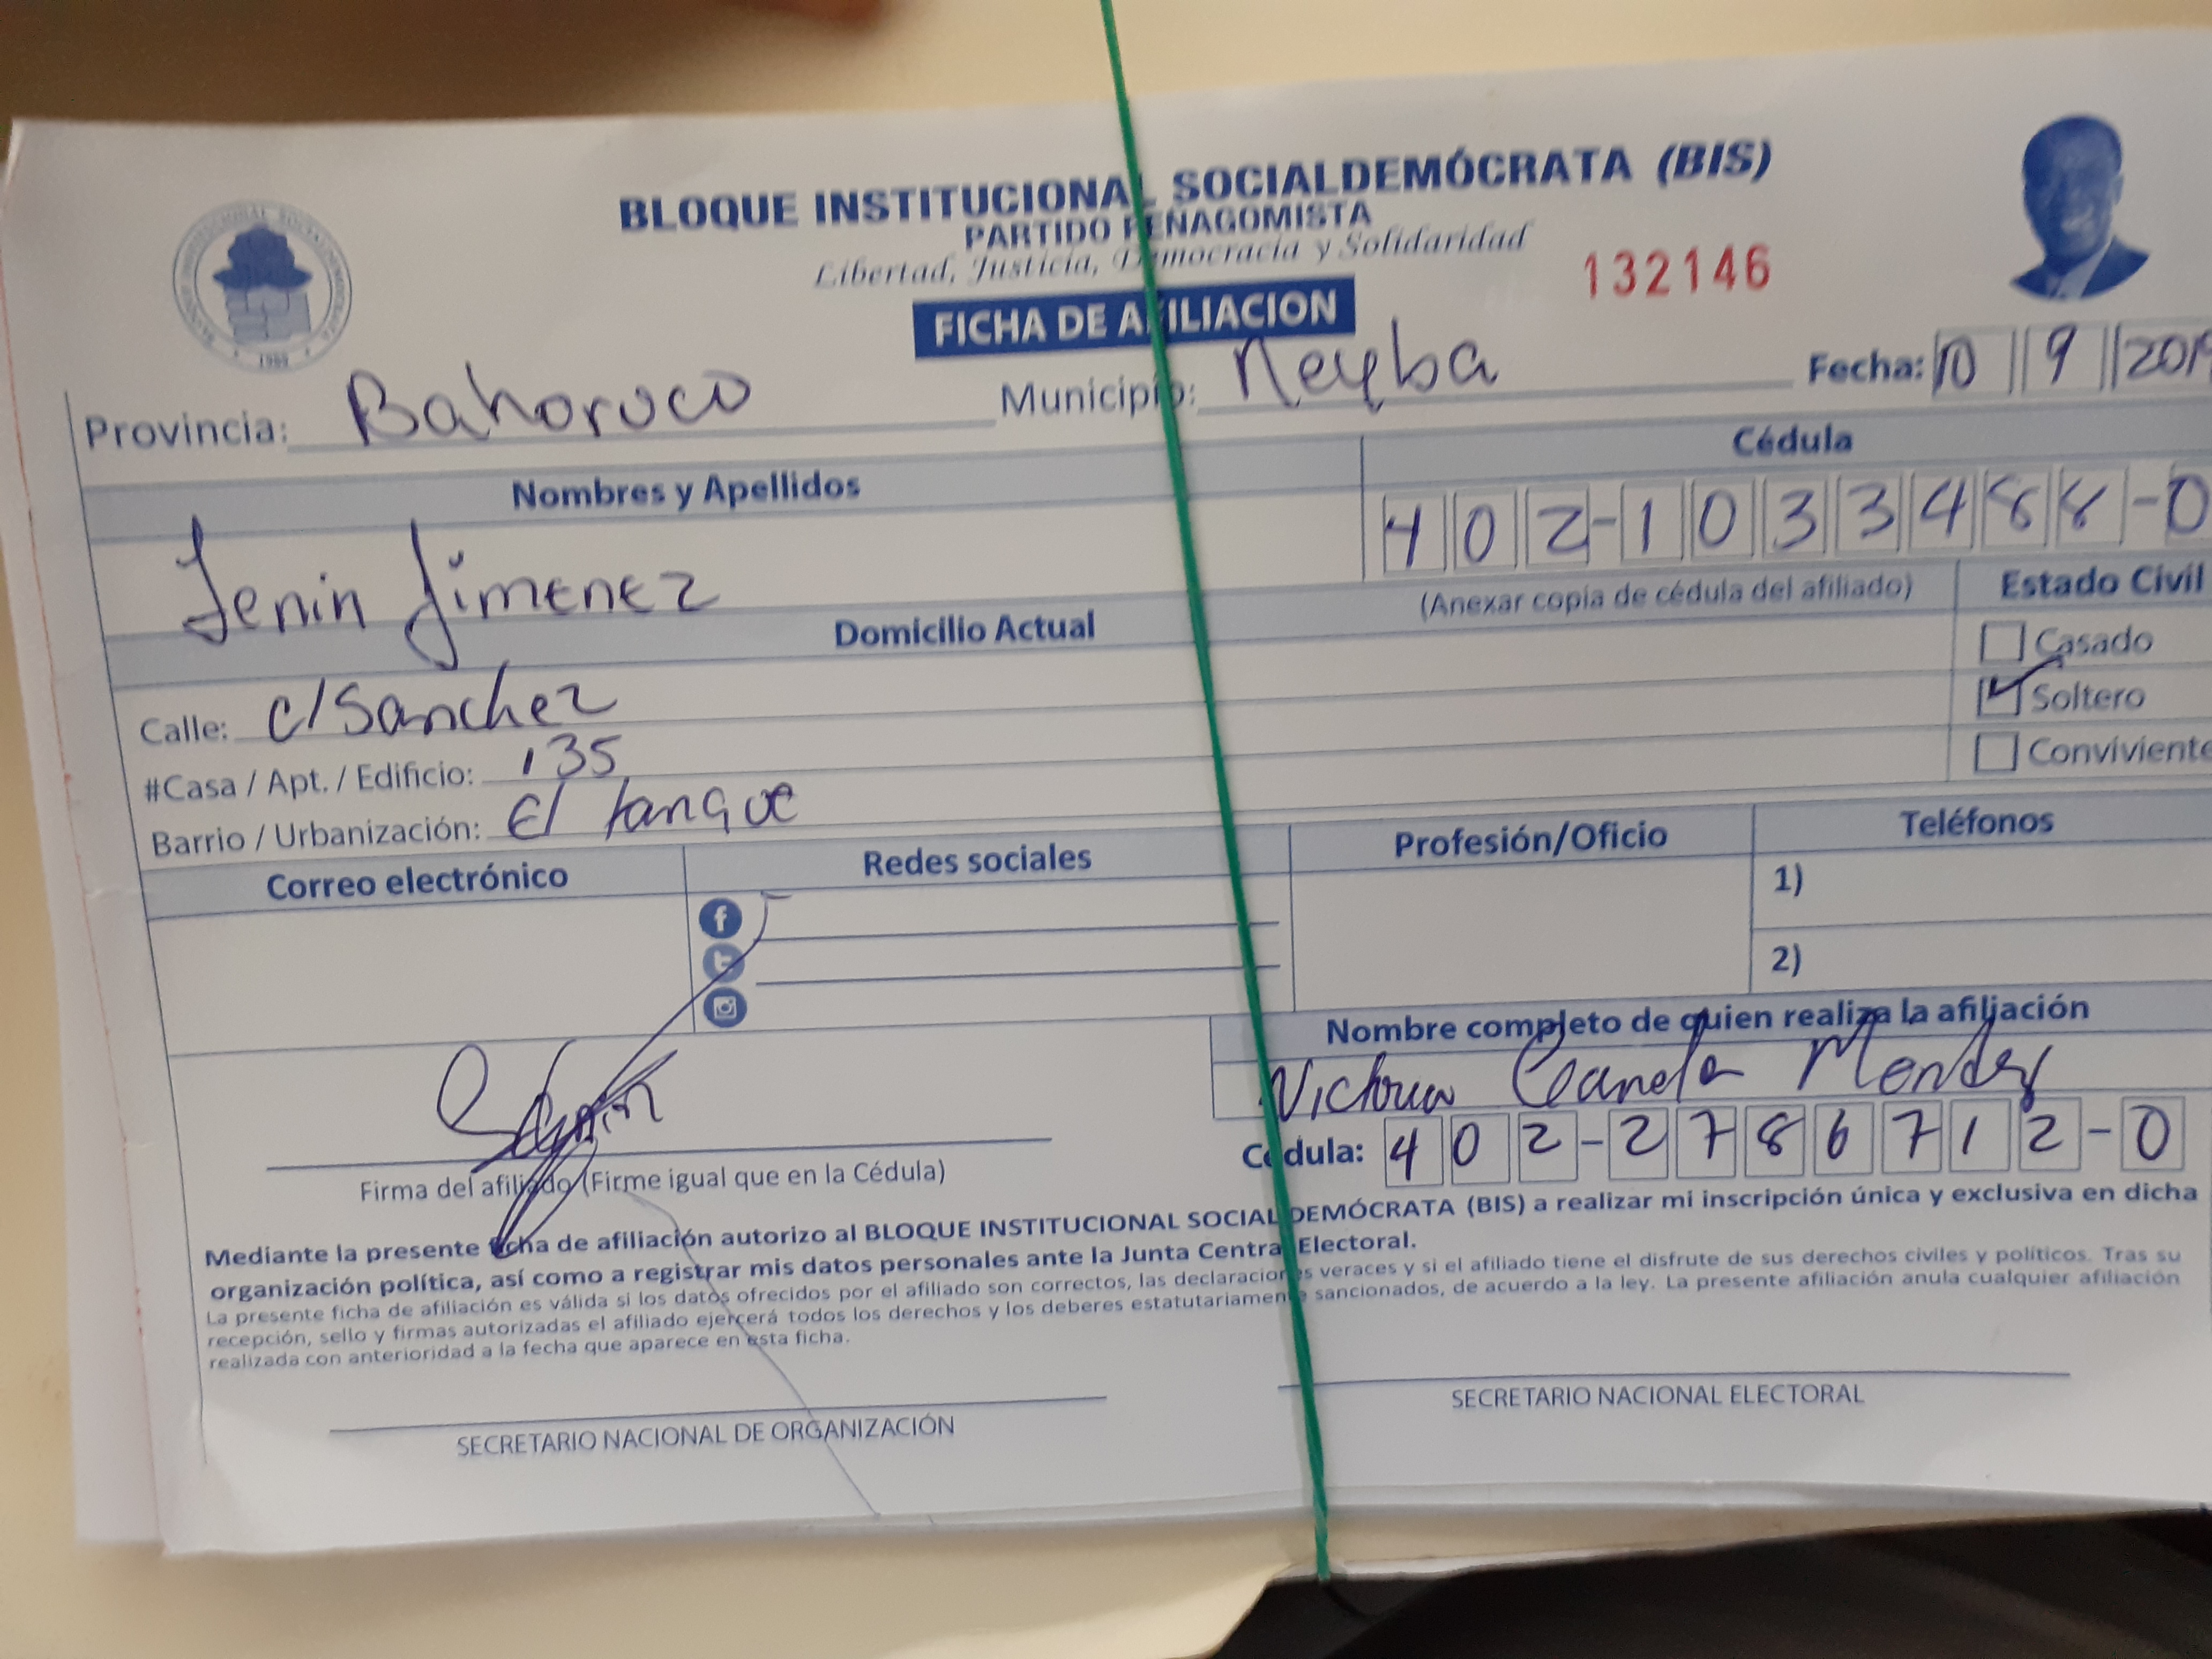 BLOQUE INSTITUCIONAL SOCIALDEMÓCRATA (BIS)
PARTIDO PEÑAGOMISTA
Libertad, Justicia, Democracia y Solidaridad
132146
FICHA DE AFILIACION
1989
Provincia: Bahoruco Municipio: Neyba Fecha: 10 9 2019
Nombres y Apellidos Cédula
Jenin Jimenez 402-1033488-0
(Anexar copia de cédula del afiliado) Estado Civil
Domicilio Actual
Casado
Calle: c/Sanchez Soltero
#Casa / Apt. / Edificio: 135 Conviviente
Barrio / Urbanización: El tanque
Correo electrónico Redes sociales Profesión/Oficio Teléfonos
1)
2)
Nombre completo de quien realiza la afiliación
Victoria Mendez
Cédula: 402-2786712-0
Firma del afiliado (Firme igual que en la Cédula)
Mediante la presente ficha de afiliación autorizo al BLOQUE INSTITUCIONAL SOCIALDEMÓCRATA (BIS) a realizar mi inscripción única y exclusiva en dicha
organización política, así como a registrar mis datos personales ante la Junta Central Electoral.
La presente ficha de afiliación es válida si los datos ofrecidos por el afiliado son correctos, las declaraciones veraces y si el afiliado tiene el disfrute de sus derechos civiles y políticos. Tras su
recepción, sello y firmas autorizadas el afiliado ejercerá todos los derechos y los deberes estatutariamente sancionados, de acuerdo a la ley. La presente afiliación anula cualquier afiliación
realizada con anterioridad a la fecha que aparece en esta ficha.
SECRETARIO NACIONAL DE ORGANIZACIÓN SECRETARIO NACIONAL ELECTORAL